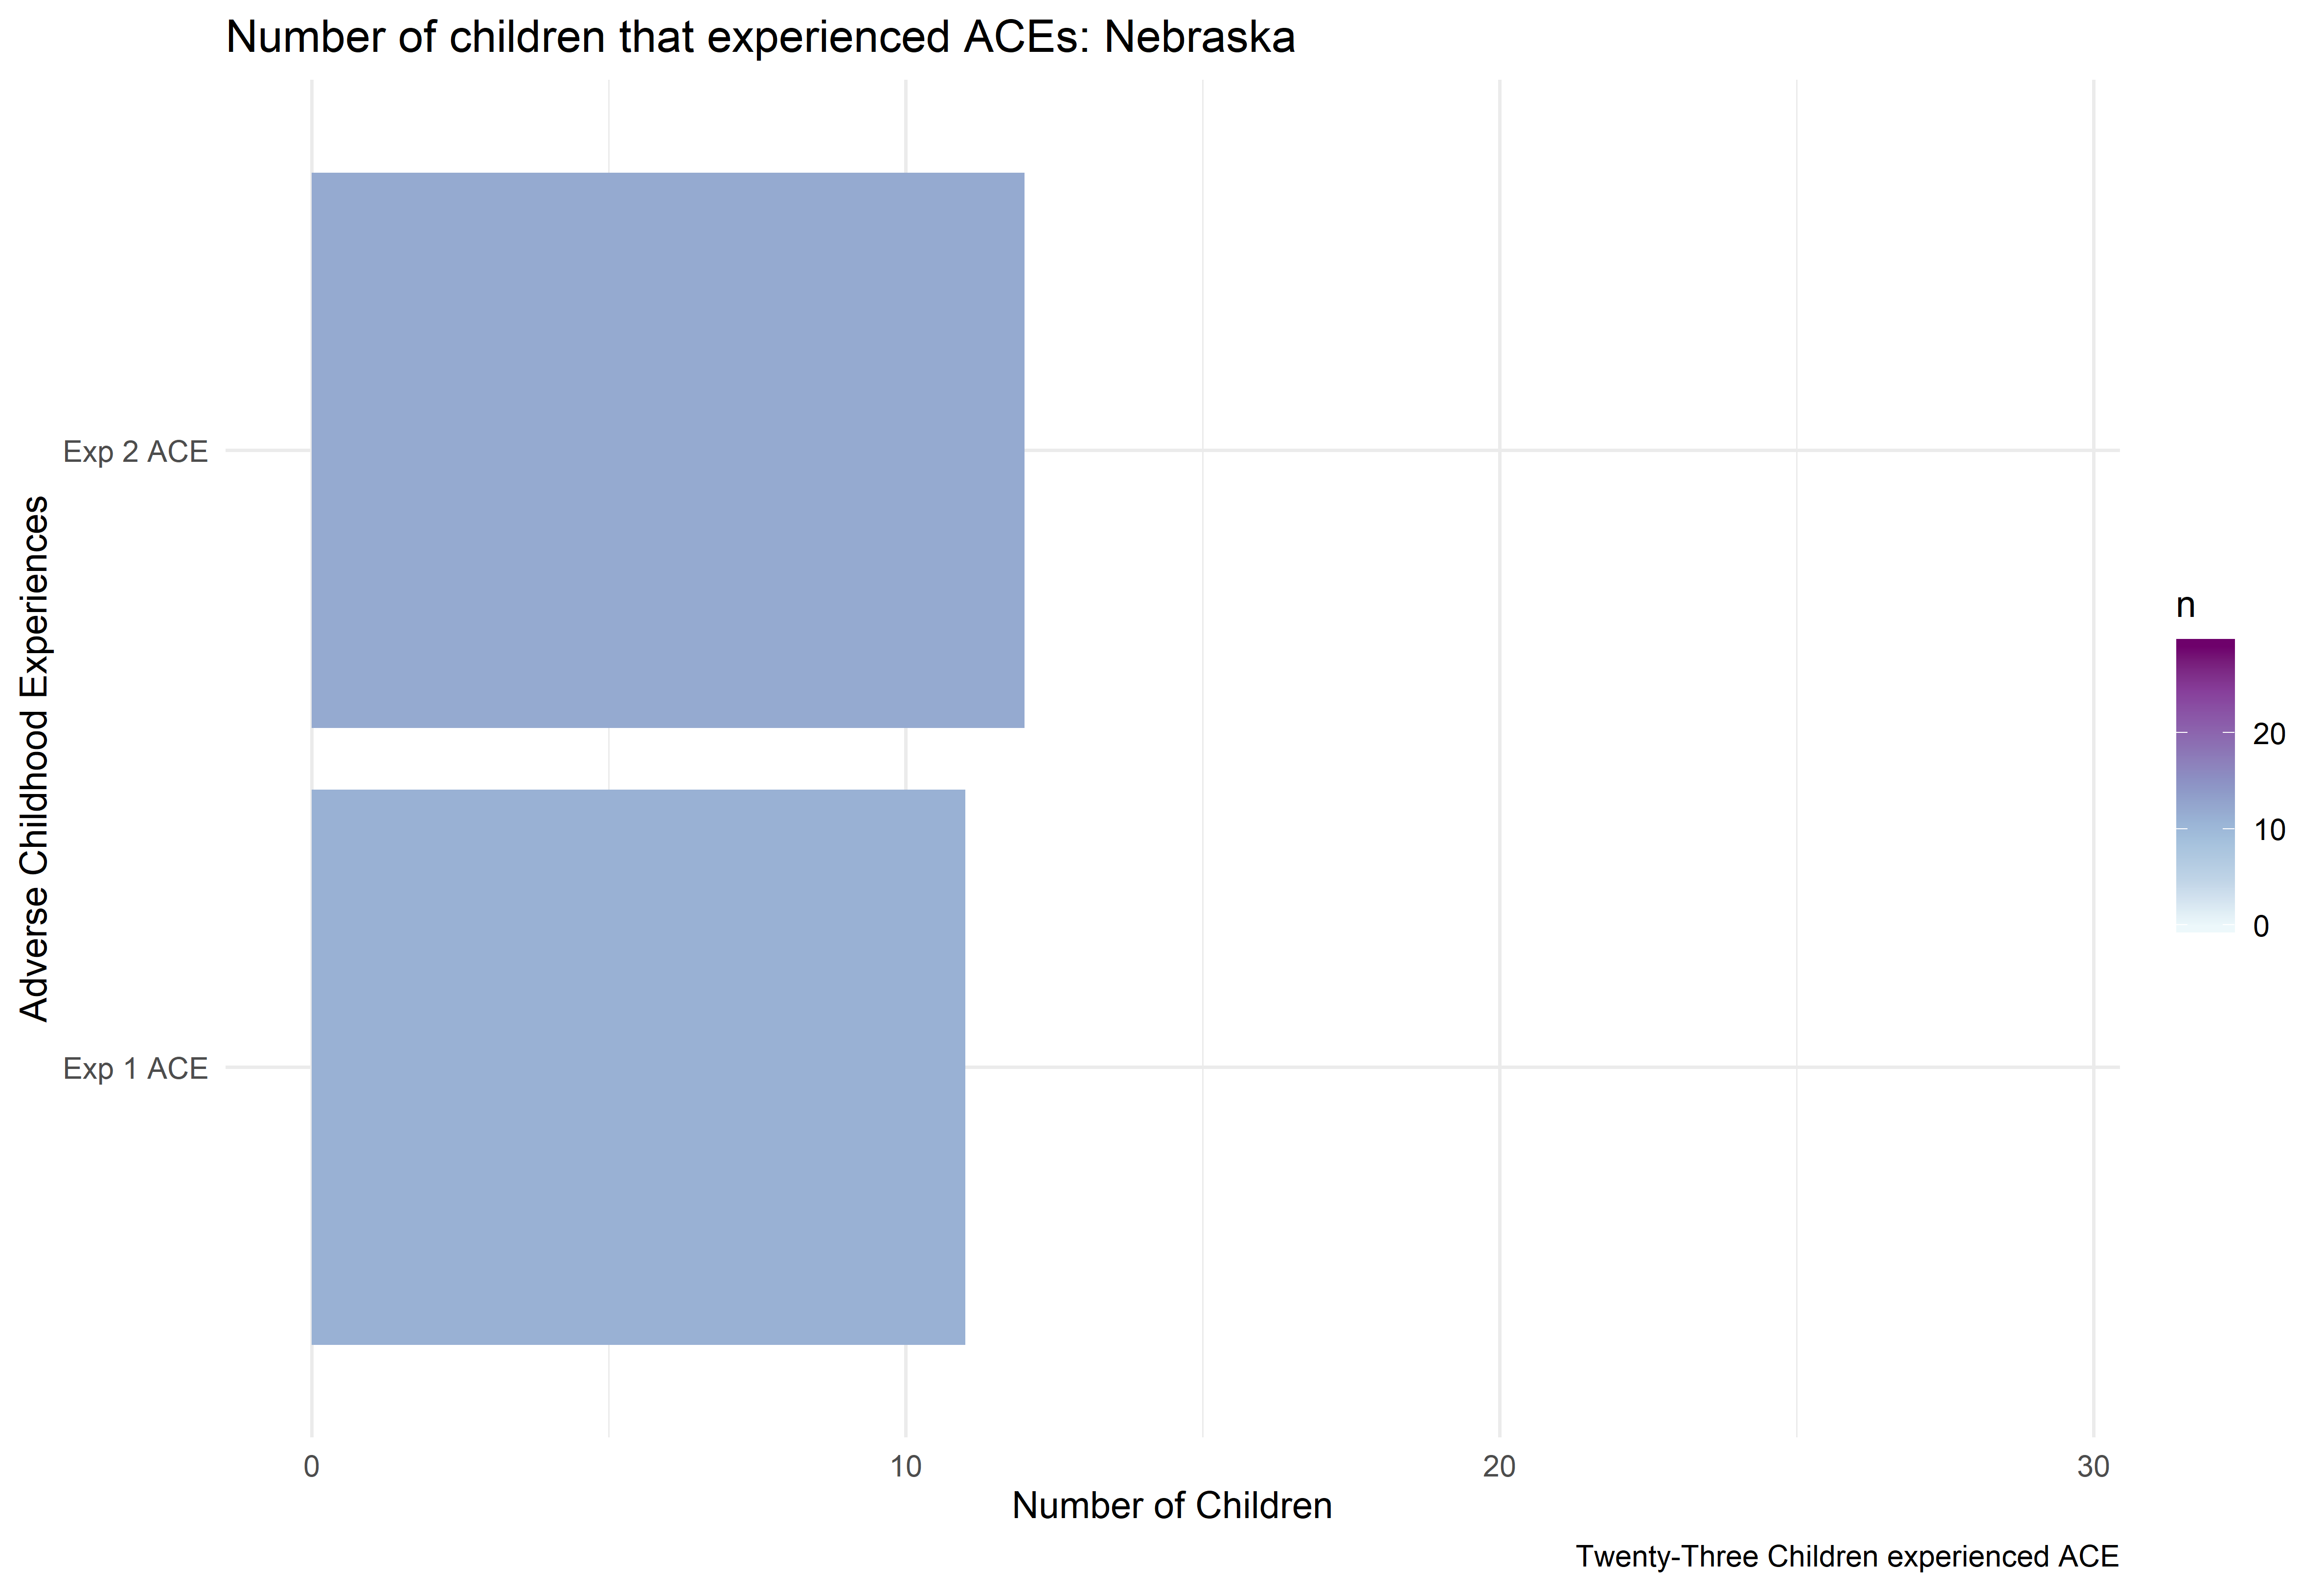 Number of children that experienced ACEs: Nebraska
Adverse Childhood Experiences
Exp 2 ACE
Exp 1 ACE
0
10
20
30
Number of Children
Twenty-Three Children experienced ACE
n
20
10
0